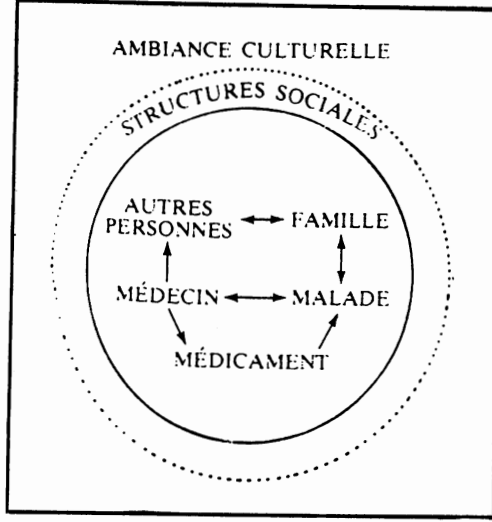 AMBIANCE CULTURELLE
STRUCTURES SOCIALES
AUTRES
PERSONNES
FAMILLE
MÉDECIN
MALADE
MÉDICAMENT